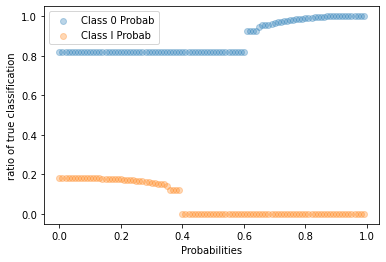 Class 0 Probab
Class I Probab
1.0
0.8
0.6
0.4
0.2
0.0
ratio of true classification
0.0 0.2 0.4 0.6 0.8 1.0
Probabilities